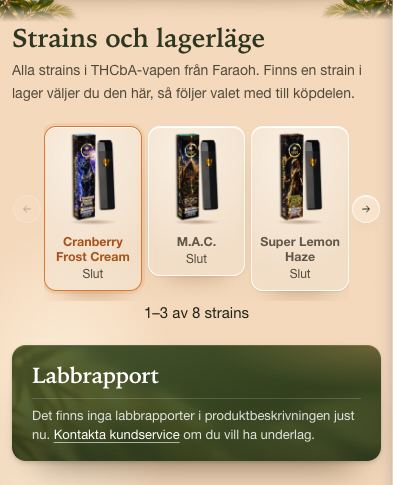 Strains och lagerläge
Alla strains i THCbA-vapen från Faraoh. Finns en strain i
lager väljer du den här, så följer valet med till köpdelen.
Cranberry
Frost Cream
Slut
M.A.C.
Slut
Super Lemon
Haze
Slut
1–3 av 8 strains
Labbrapport
Det finns inga labbrapporter i produktbeskrivningen just
nu. Kontakta kundservice om du vill ha underlag.